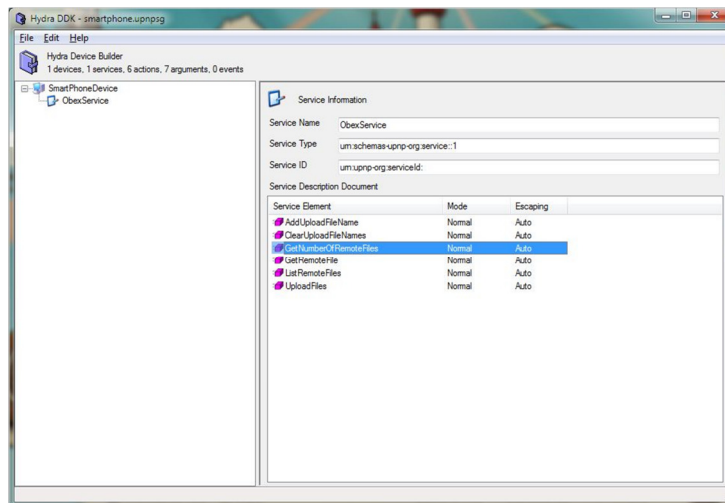 Hydra DDK - smartphone.upnpsg
File Edit Help
Hydra Device Builder
1 devices, 1 services, 6 actions, 7 arguments, 0 events
SmartPhoneDevice
ObexService
Service Information
Service Name ObexService
Service Type urn:schemas-upnp-org:service::1
Service ID urn:upnp-org:serviceId:
Service Description Document
Service Element Mode Escaping
AddUploadFileName Normal Auto
ClearUploadFileNames Normal Auto
GetNumberOfRemoteFiles Normal Auto
GetRemoteFile Normal Auto
ListRemoteFiles Normal Auto
UploadFiles Normal Auto